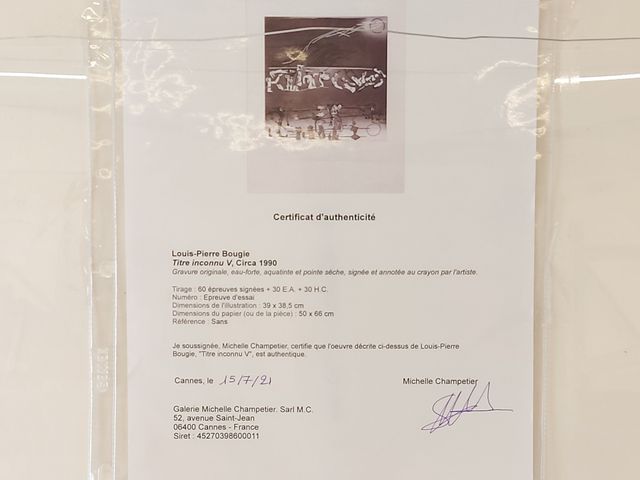 Certificat d'authenticité
Louis-Pierre Bougie
Titre inconnu V, Circa 1990
Gravure originale, eau-forte, aquatinte et pointe sèche, signée et annotée au crayon par l'artiste.
Tirage : 60 épreuves signées + 30 E.A. + 30 H.C.
Numéro : Epreuve d'essai
Dimensions de l'illustration : 39 x 38,5 cm
Dimensions du papier (ou de la pièce) : 50 x 66 cm
Référence : Sans
Je soussignée, Michelle Champetier, certifie que l'oeuvre décrite ci-dessus de Louis-Pierre
Bougie, "Titre inconnu V", est authentique.
Cannes, le 15/7/21
Michelle Champetier
Galerie Michelle Champetier. Sarl M.C.
52, avenue Saint-Jean
06400 Cannes - France
Siret : 45270398600011